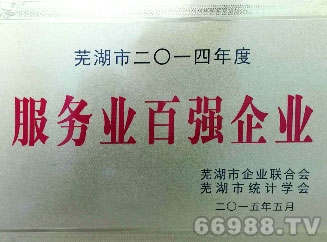 芜湖市二〇一四年度
服务业百强企业
芜湖市企业联合会
芜湖市统计学会
二〇一五年五月
66988.TV